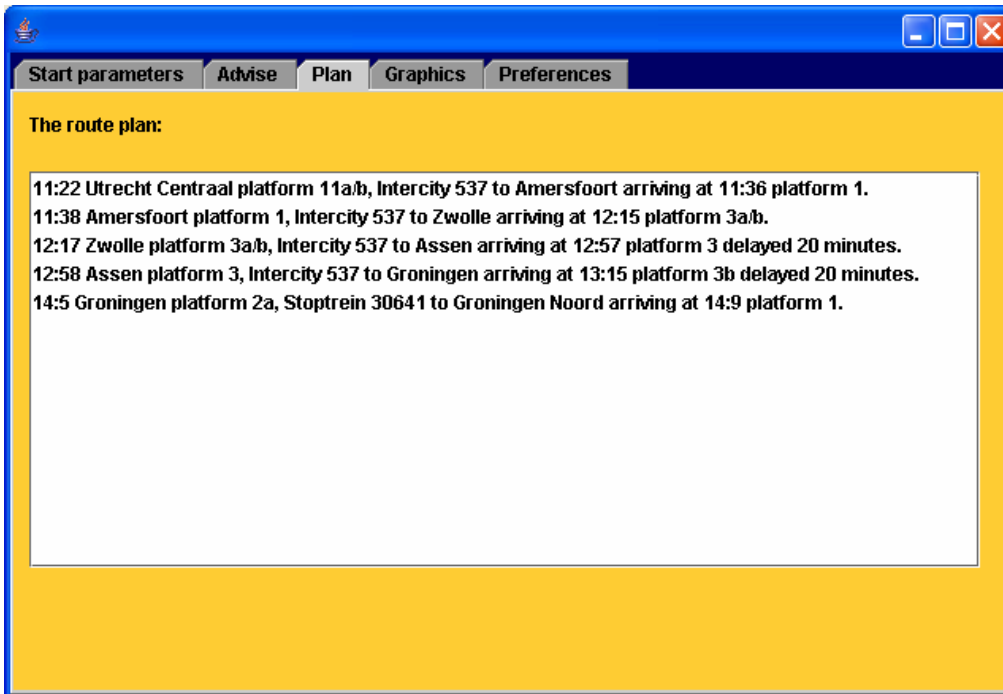 Start parameters Advise Plan Graphics Preferences
The route plan:
11:22 Utrecht Centraal platform 11a/b, Intercity 537 to Amersfoort arriving at 11:36 platform 1.
11:38 Amersfoort platform 1, Intercity 537 to Zwolle arriving at 12:15 platform 3a/b.
12:17 Zwolle platform 3a/b, Intercity 537 to Assen arriving at 12:57 platform 3 delayed 20 minutes.
12:58 Assen platform 3, Intercity 537 to Groningen arriving at 13:15 platform 3b delayed 20 minutes.
14:5 Groningen platform 2a, Stoptrein 30641 to Groningen Noord arriving at 14:9 platform 1.